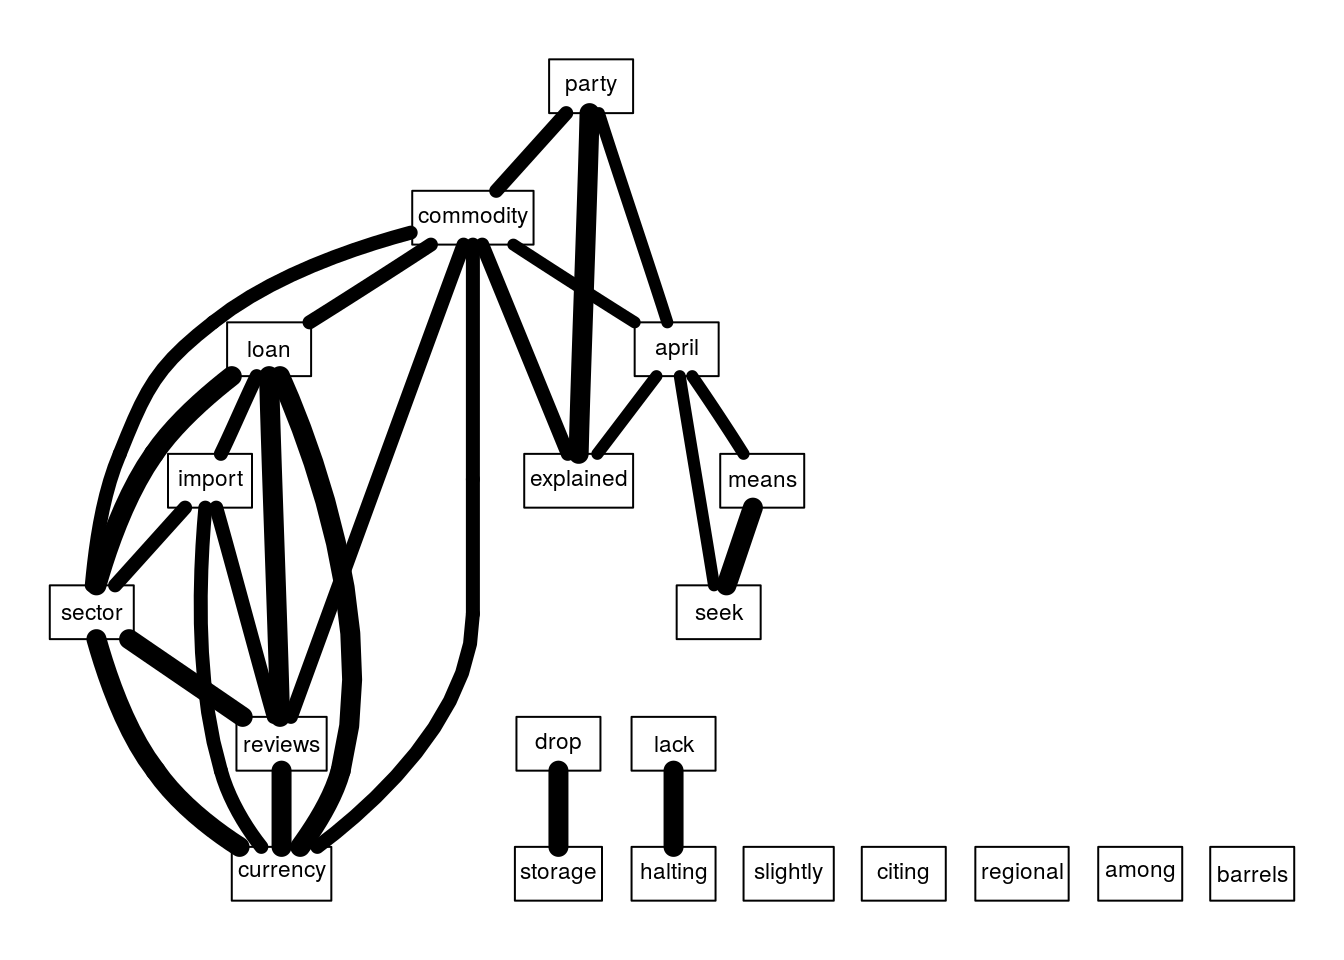 party
commodity
loan
april
import
explained
means
sector
seek
reviews
drop
lack
currency
storage
halting
slightly
citing
regional
among
barrels